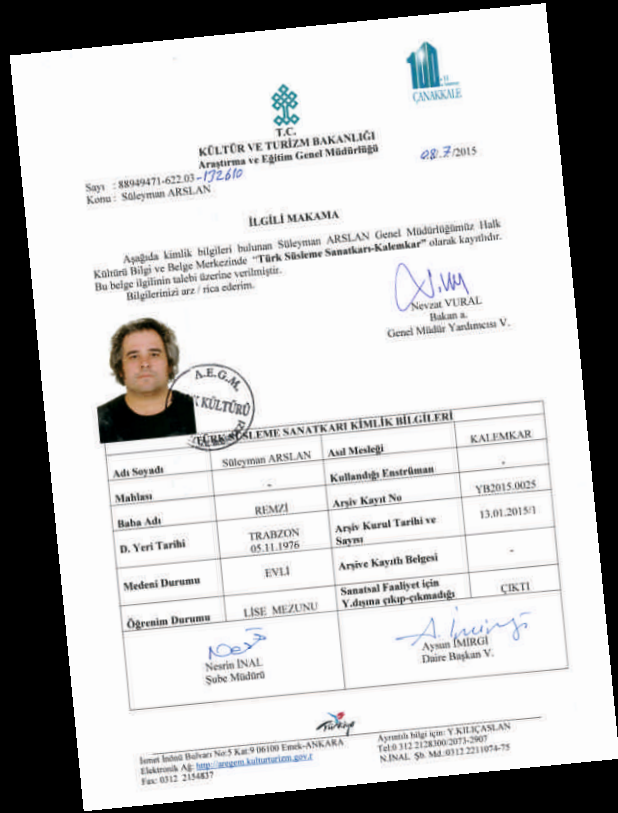 100.
YIL
ÇANAKKALE
T.C.
KÜLTÜR VE TURİZM BAKANLIĞI
Araştırma ve Eğitim Genel Müdürlüğü
08.7/2015
Sayı : 88949471-622.03-132610
Konu : Süleyman ARSLAN
İLGİLİ MAKAMA
Aşağıda kimlik bilgileri bulunan Süleyman ARSLAN Genel Müdürlüğümüz Halk
Kültürü Bilgi ve Belge Merkezinde “Türk Süsleme Sanatkarı-Kalemkar” olarak kayıtlıdır.
Bu belge ilgilinin talebi üzerine verilmiştir.
Bilgilerinizi arz / rica ederim.
Nevzat VURAL
Bakan a.
Genel Müdür Yardımcısı V.
A.E.G.M.
K KÜLTÜRÜ
TÜRK SÜSLEME SANATKARI KİMLİK BİLGİLERİ
Adı Soyadı Süleyman ARSLAN Asıl Mesleği KALEMKAR
Mahlası - Kullandığı Enstrüman -
Baba Adı REMZİ Arşiv Kayıt No YB2015.0025
D. Yeri Tarihi TRABZON 05.11.1976 Arşiv Kurul Tarihi ve Sayısı 13.01.2015/1
Medeni Durumu EVLİ Arşive Kayıtlı Belgesi -
Öğrenim Durumu LİSE MEZUNU Sanatsal Faaliyet için Y.dışına çıkıp-çıkmadığı ÇIKTI
Nesrin İNAL
Şube Müdürü
Aysun İMİRGİ
Daire Başkan V.
Türkiye
İsmet İnönü Bulvarı No:5 Kat:9 06100 Emek-ANKARA
Elektronik Ağ: http://aregem.kulturturizm.gov.r
Fax: 0312 2154837
Ayrıntılı bilgi için: Y.KILIÇASLAN
Tel:0 312 2128300/2073-2907
N.İNAL Şb. Md.:0312 2211074-75